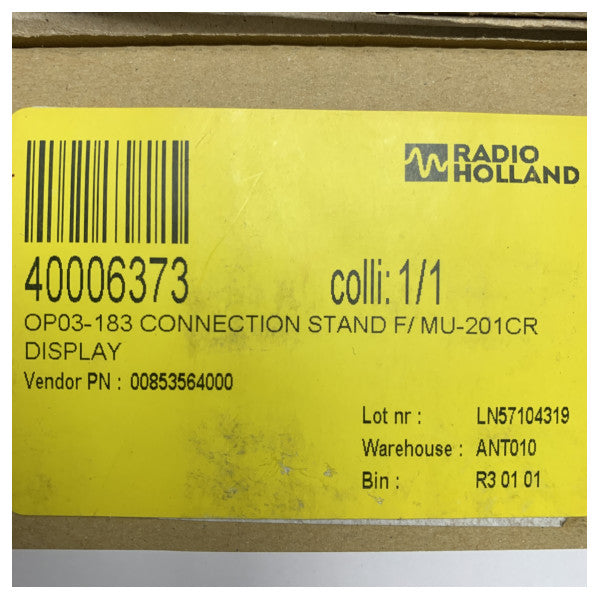 RADIO
HOLLAND
40006373 colli: 1/1
OP03-183 CONNECTION STAND F/ MU-201CR
DISPLAY
Vendor PN : 00853564000
Lot nr : LN57104319
Warehouse : ANT010
Bin : R3 01 01